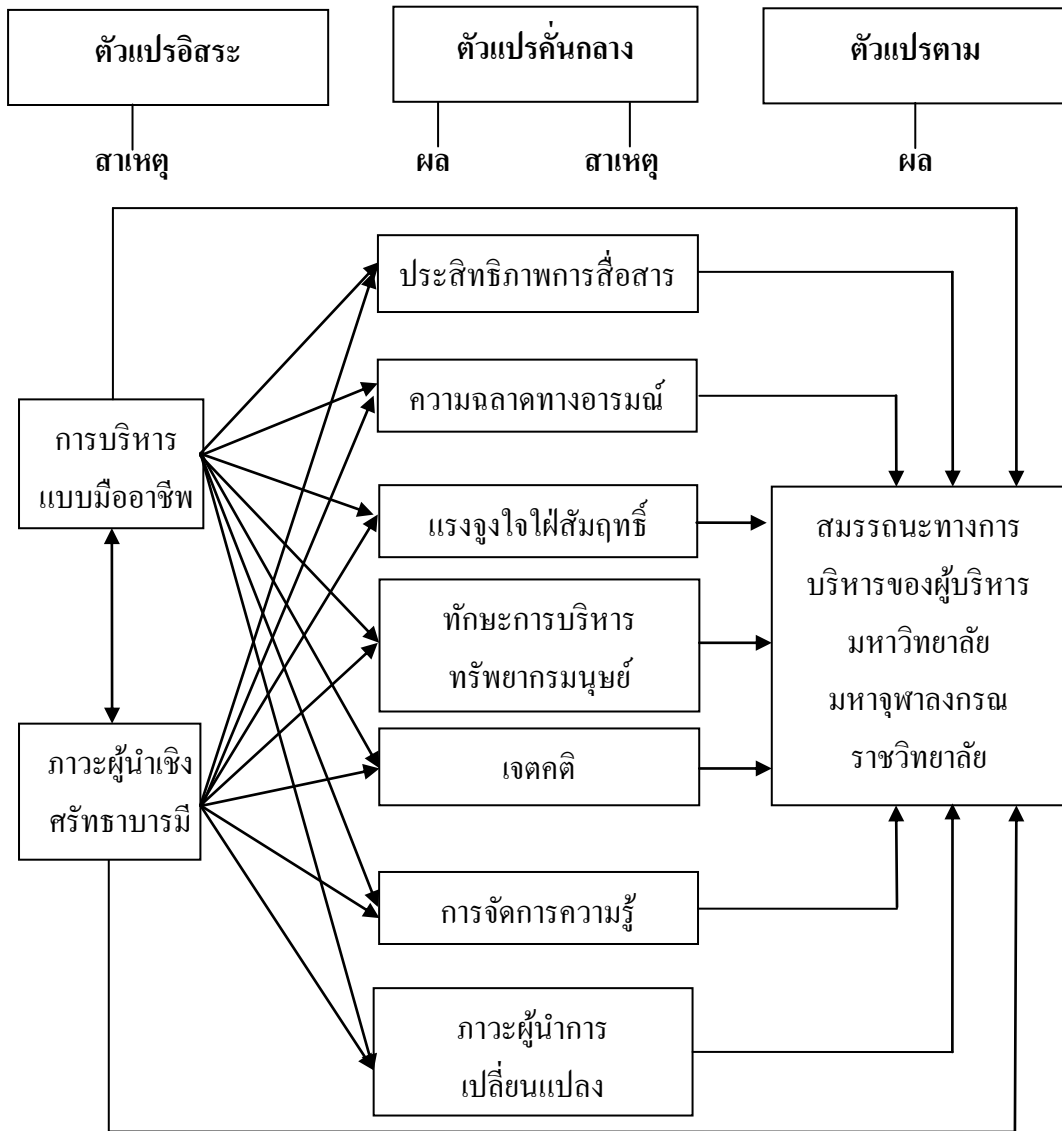 ตัวแปรอิสระ
ตัวแปรคั่นกลาง
ตัวแปรตาม
สาเหตุ
ผล
สาเหตุ
ผล
ประสิทธิภาพการสื่อสาร
ความฉลาดทางอารมณ์
การบริหาร
แบบมืออาชีพ
แรงจูงใจใฝ่สัมฤทธิ์
ทักษะการบริหาร
ทรัพยากรมนุษย์
สมรรถนะทางการ
บริหารของผู้บริหาร
มหาวิทยาลัย
มหาจุฬาลงกรณ
ราชวิทยาลัย
ภาวะผู้นำเชิง
ศรัทธาบารมี
เจตคติ
การจัดการความรู้
ภาวะผู้นำการ
เปลี่ยนแปลง